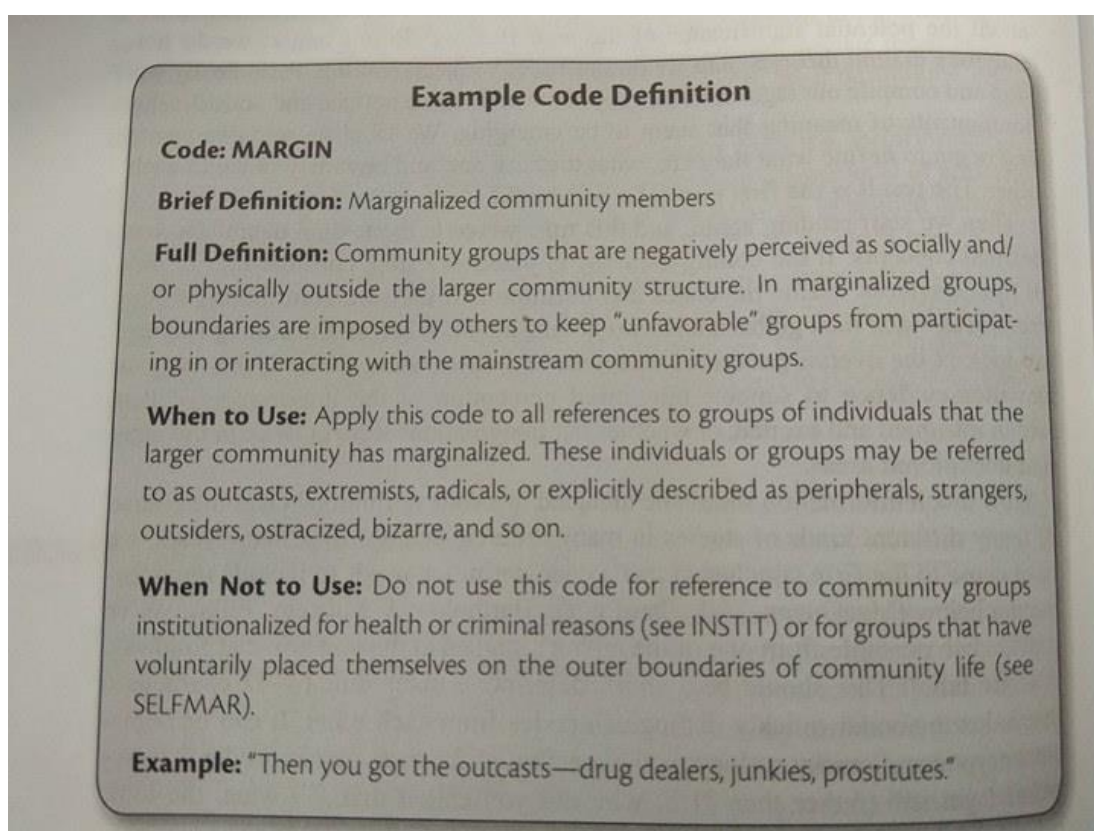 Example Code Definition
Code: MARGIN
Brief Definition: Marginalized community members
Full Definition: Community groups that are negatively perceived as socially and/
or physically outside the larger community structure. In marginalized groups,
boundaries are imposed by others to keep “unfavorable” groups from participat-
ing in or interacting with the mainstream community groups.
When to Use: Apply this code to all references to groups of individuals that the
larger community has marginalized. These individuals or groups may be referred
to as outcasts, extremists, radicals, or explicitly described as peripherals, strangers,
outsiders, ostracized, bizarre, and so on.
When Not to Use: Do not use this code for reference to community groups
institutionalized for health or criminal reasons (see INSTIT) or for groups that have
voluntarily placed themselves on the outer boundaries of community life (see
SELFMAR).
Example: “Then you got the outcasts—drug dealers, junkies, prostitutes.”